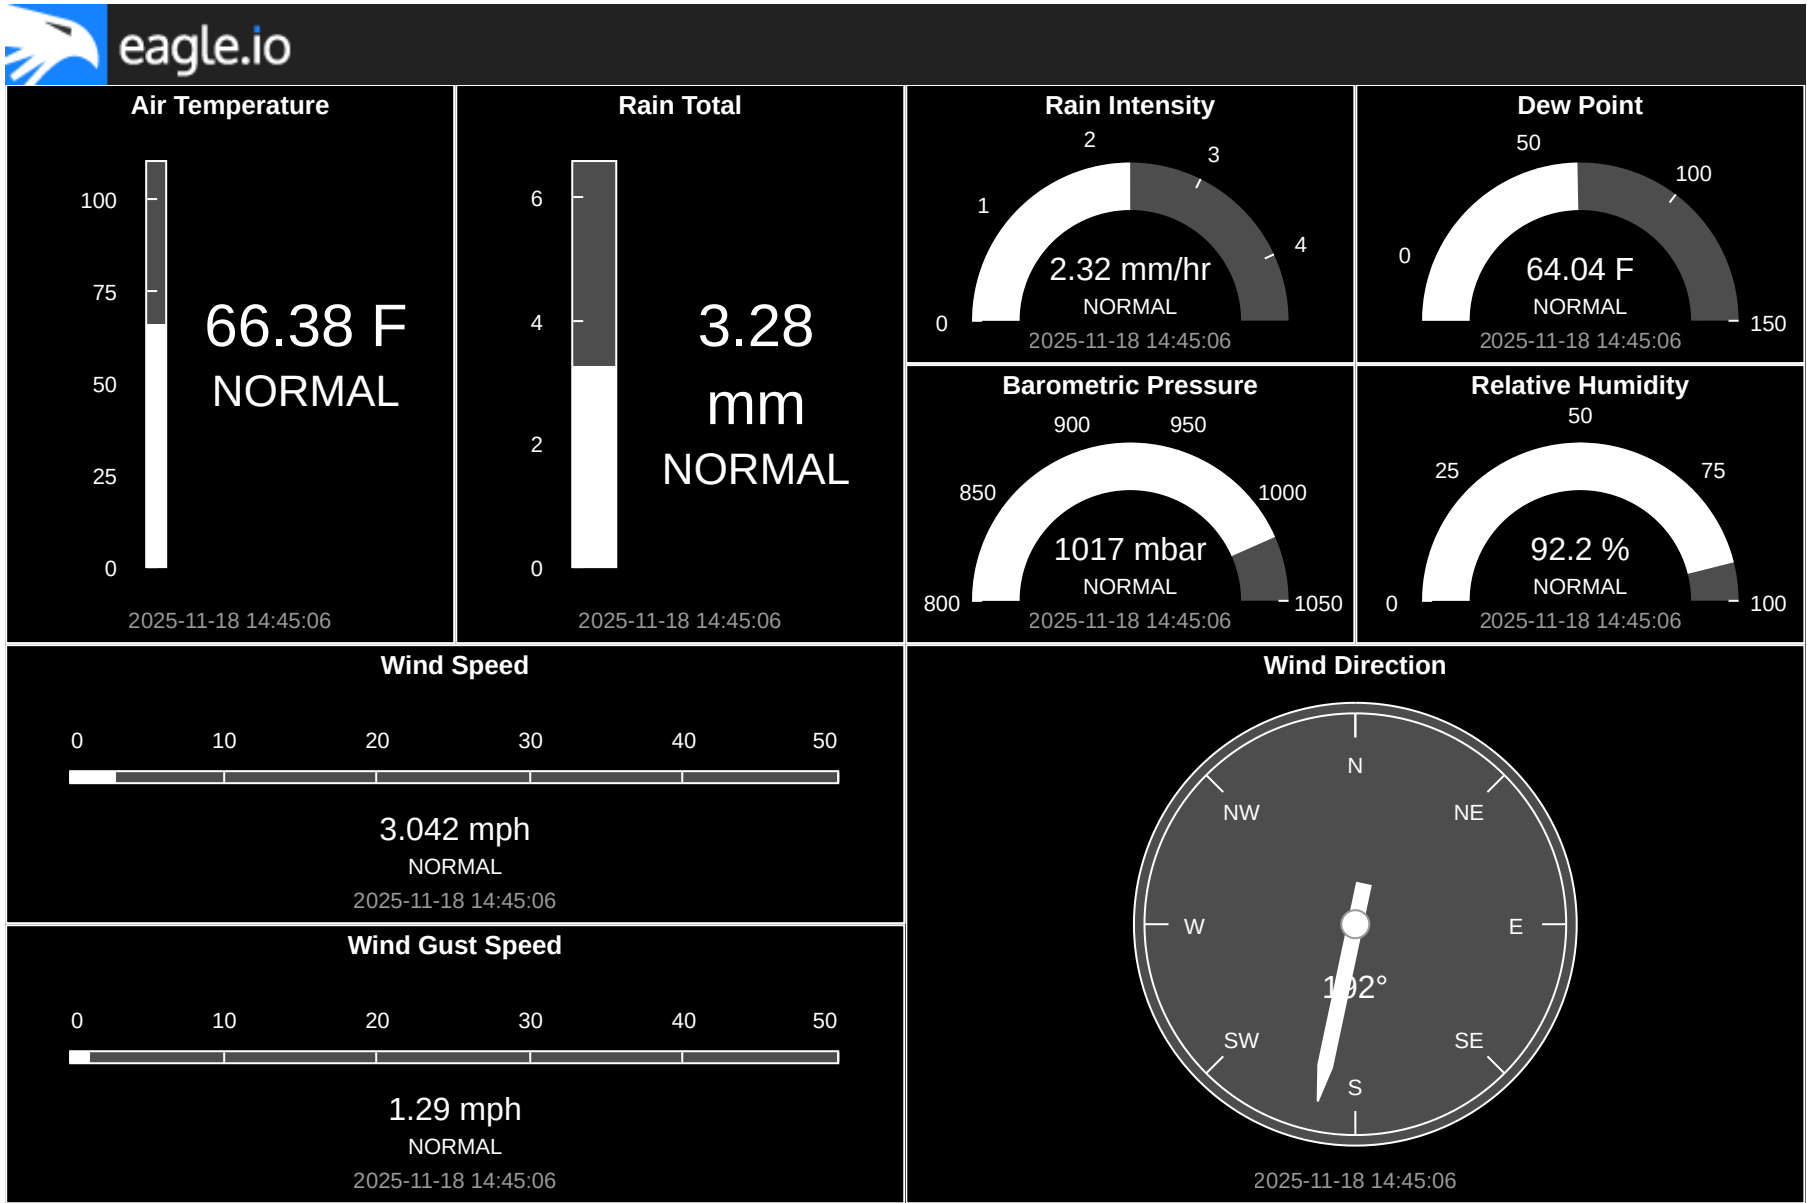 eagle.io
Air Temperature
100
75
50
25
0
66.38 F
NORMAL
2025-11-18 14:45:06
Rain Total
6
4
2
0
3.28
mm
NORMAL
2025-11-18 14:45:06
Rain Intensity
0
1
2
3
4
2.32 mm/hr
NORMAL
2025-11-18 14:45:06
Dew Point
0
50
100
150
64.04 F
NORMAL
2025-11-18 14:45:06
Barometric Pressure
800
850
900
950
1000
1050
1017 mbar
NORMAL
2025-11-18 14:45:06
Relative Humidity
0
25
50
75
100
92.2 %
NORMAL
2025-11-18 14:45:06
Wind Speed
0 10 20 30 40 50
3.042 mph
NORMAL
2025-11-18 14:45:06
Wind Gust Speed
0 10 20 30 40 50
1.29 mph
NORMAL
2025-11-18 14:45:06
Wind Direction
N
NW NE
W E
192°
SW SE
S
2025-11-18 14:45:06